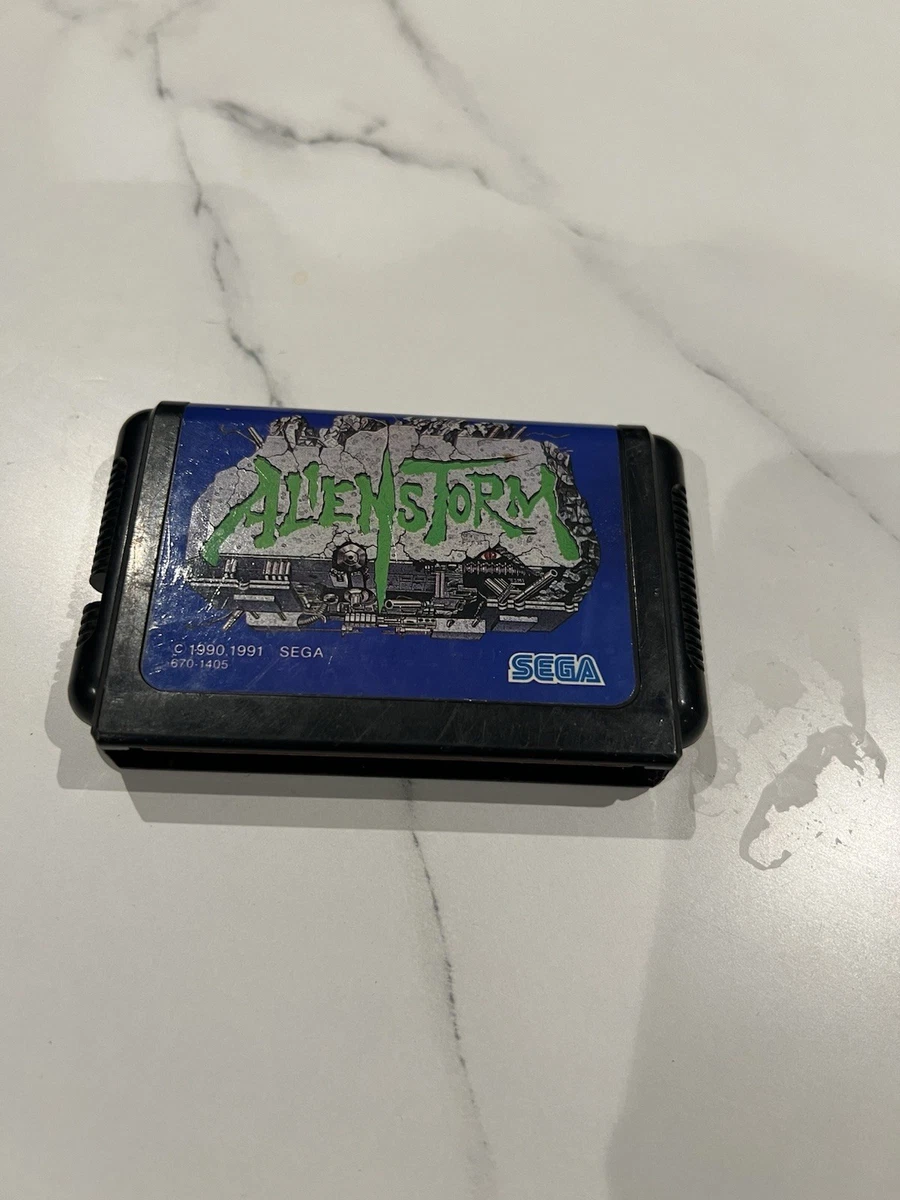 ALIEN STORM
C 1990,1991 SEGA
670-1405
SEGA